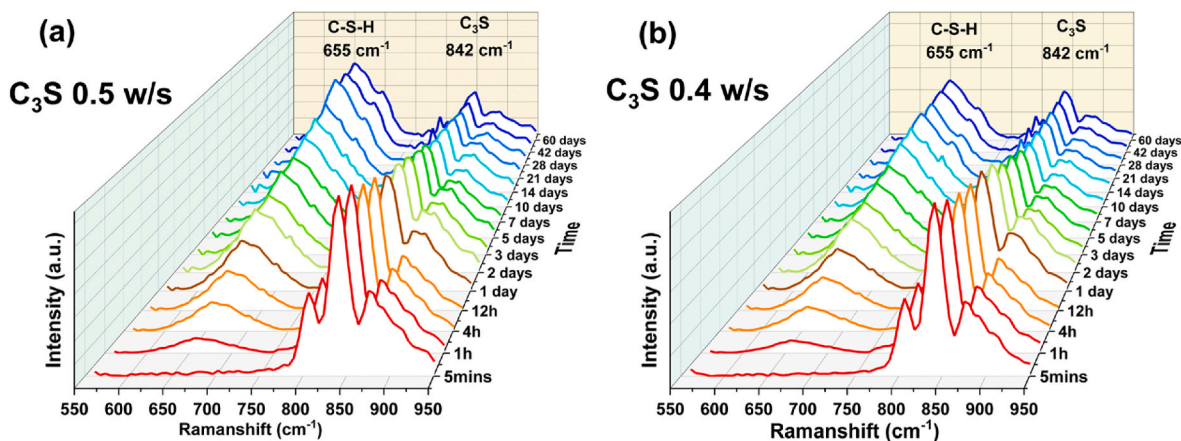 (a)
C-S-H
655 cm⁻¹
C₃S
842 cm⁻¹
C₃S 0.5 w/s
60 days
42 days
28 days
21 days
14 days
10 days
7 days
5 days
3 days
2 days
1 day
12h
4h
1h
5mins
Time
Intensity (a.u.)
550 600 650 700 750 800 850 900 950
Ramanshift (cm⁻¹)
(b)
C-S-H
655 cm⁻¹
C₃S
842 cm⁻¹
C₃S 0.4 w/s
60 days
42 days
28 days
21 days
14 days
10 days
7 days
5 days
3 days
2 days
1 day
12h
4h
1h
5mins
Time
Intensity (a.u.)
550 600 650 700 750 800 850 900 950
Ramanshift (cm⁻¹)